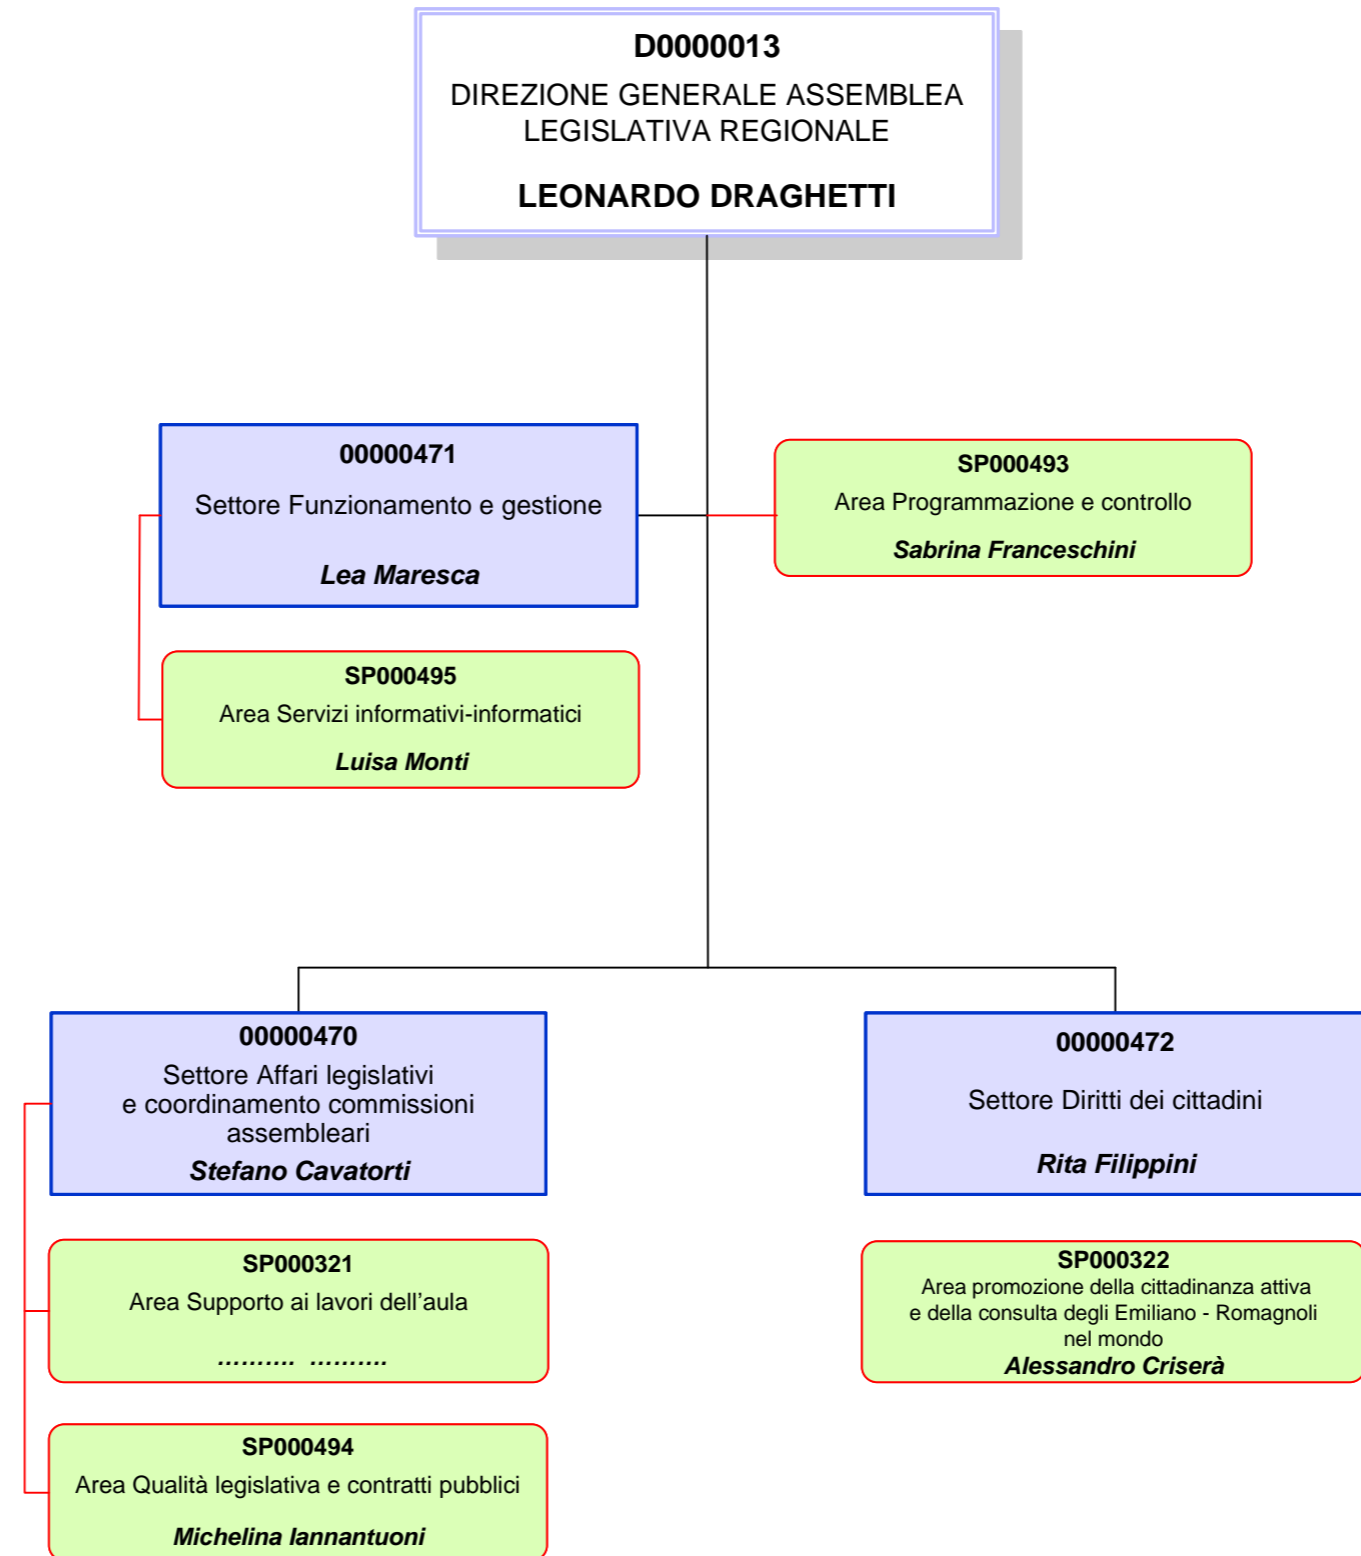 D0000013
DIREZIONE GENERALE ASSEMBLEA
LEGISLATIVA REGIONALE
LEONARDO DRAGHETTI
00000471
Settore Funzionamento e gestione
Lea Maresca
SP000493
Area Programmazione e controllo
Sabrina Franceschini
SP000495
Area Servizi informativi-informatici
Luisa Monti
00000470
Settore Affari legislativi
e coordinamento commissioni
assembleari
Stefano Cavatorti
00000472
Settore Diritti dei cittadini
Rita Filippini
SP000321
Area Supporto ai lavori dell’aula
………. ……….
SP000322
Area promozione della cittadinanza attiva
e della consulta degli Emiliano - Romagnoli
nel mondo
Alessandro Criserà
SP000494
Area Qualità legislativa e contratti pubblici
Michelina Iannantuoni